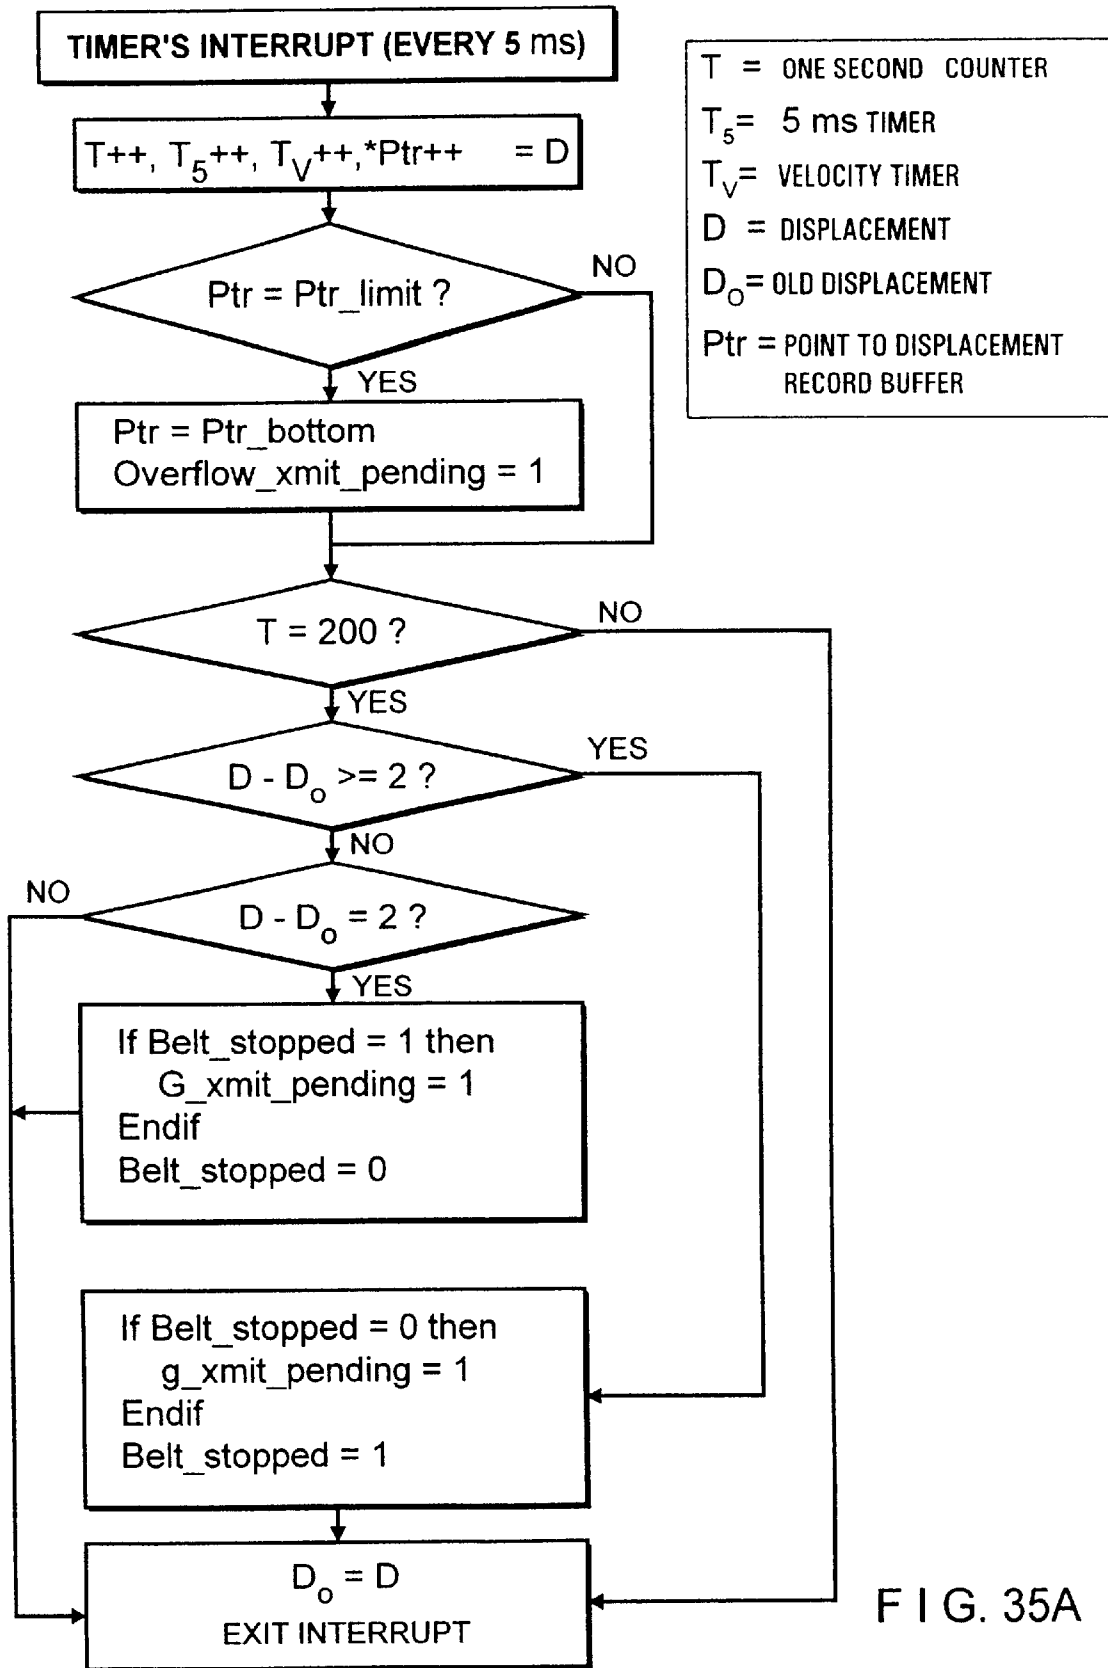 TIMER'S INTERRUPT (EVERY 5 ms)
T++, T5++, TV++,*Ptr++ = D
Ptr = Ptr_limit ?
NO
YES
Ptr = Ptr_bottom
Overflow_xmit_pending = 1
T = 200 ?
NO
YES
D - Do >= 2 ?
YES
NO
D - Do = 2 ?
NO
YES
If Belt_stopped = 1 then
G_xmit_pending = 1
Endif
Belt_stopped = 0
If Belt_stopped = 0 then
g_xmit_pending = 1
Endif
Belt_stopped = 1
Do = D
EXIT INTERRUPT
T = ONE SECOND COUNTER
T5= 5 ms TIMER
TV= VELOCITY TIMER
D = DISPLACEMENT
DO= OLD DISPLACEMENT
Ptr = POINT TO DISPLACEMENT
RECORD BUFFER
F I G. 35A